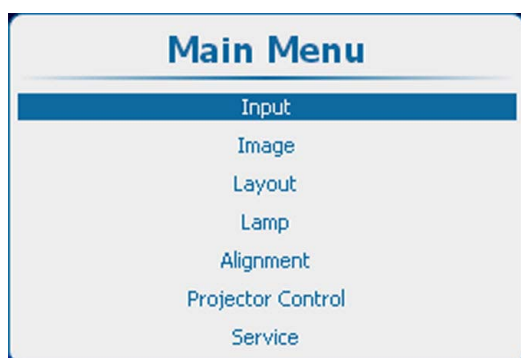 Main Menu
Input
Image
Layout
Lamp
Alignment
Projector Control
Service